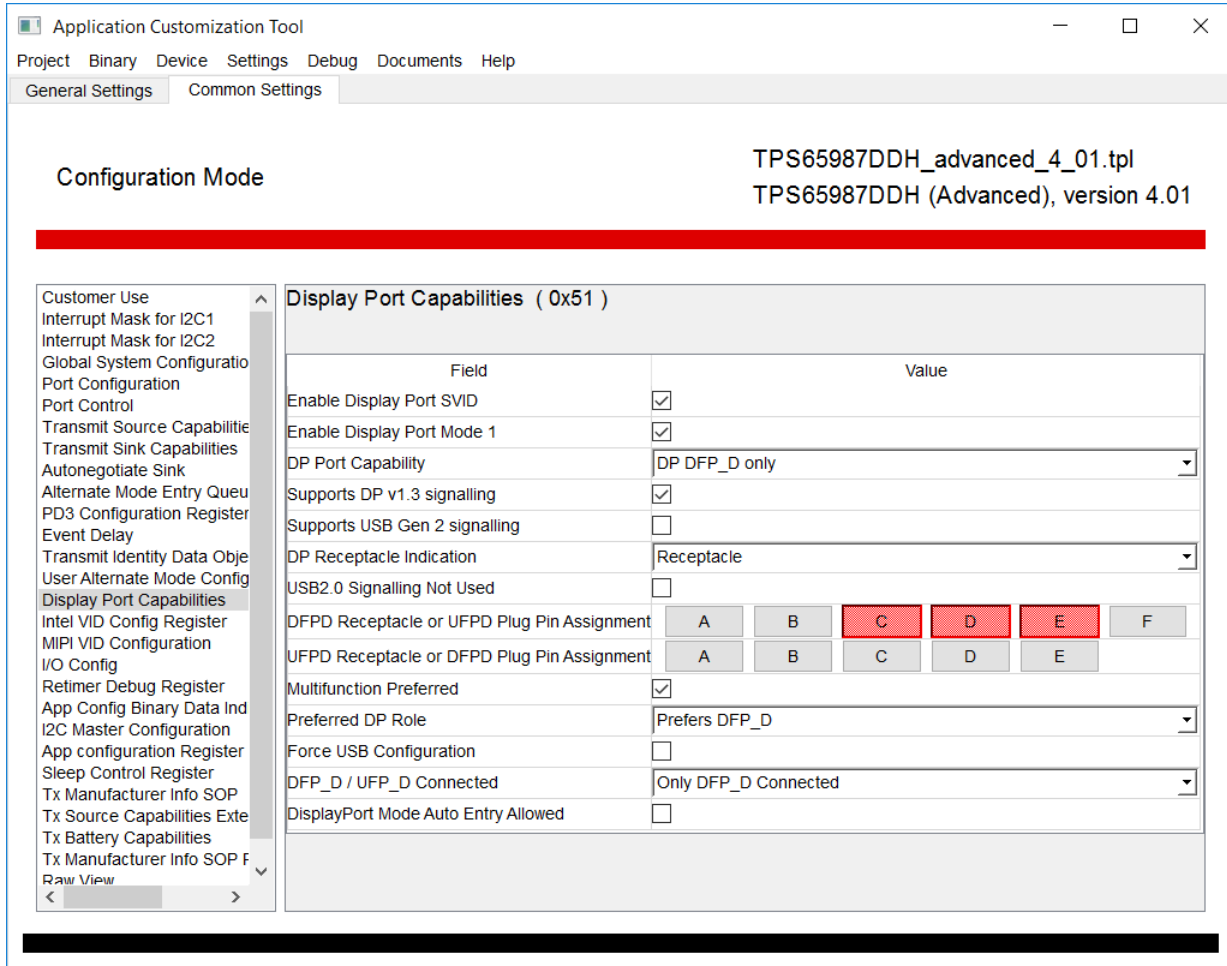 Application Customization Tool
Project Binary Device Settings Debug Documents Help
General Settings Common Settings
Configuration Mode
TPS65987DDH_advanced_4_01.tpl
TPS65987DDH (Advanced), version 4.01
Customer Use
Interrupt Mask for I2C1
Interrupt Mask for I2C2
Global System Configuratio
Port Configuration
Port Control
Transmit Source Capabilitie
Transmit Sink Capabilities
Autonegotiate Sink
Alternate Mode Entry Queu
PD3 Configuration Register
Event Delay
Transmit Identity Data Obje
User Alternate Mode Config
Display Port Capabilities
Intel VID Config Register
MIPI VID Configuration
I/O Config
Retimer Debug Register
App Config Binary Data Ind
I2C Master Configuration
App configuration Register
Sleep Control Register
Tx Manufacturer Info SOP
Tx Source Capabilities Exte
Tx Battery Capabilities
Tx Manufacturer Info SOP F
Raw View
Display Port Capabilities ( 0x51 )
Field Value
Enable Display Port SVID
Enable Display Port Mode 1
DP Port Capability DP DFP_D only
Supports DP v1.3 signalling
Supports USB Gen 2 signalling
DP Receptacle Indication Receptacle
USB2.0 Signalling Not Used
DFPD Receptacle or UFPD Plug Pin Assignment A B C D E F
UFPD Receptacle or DFPD Plug Pin Assignment A B C D E
Multifunction Preferred
Preferred DP Role Prefers DFP_D
Force USB Configuration
DFP_D / UFP_D Connected Only DFP_D Connected
DisplayPort Mode Auto Entry Allowed